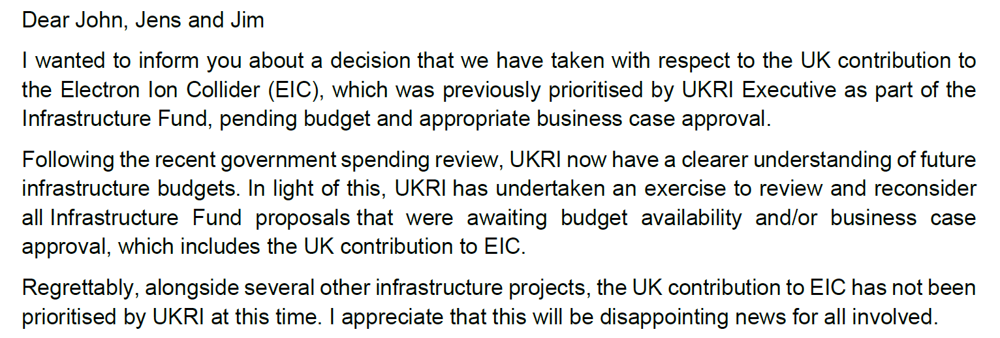 Dear John, Jens and Jim
I wanted to inform you about a decision that we have taken with respect to the UK contribution to
the Electron Ion Collider (EIC), which was previously prioritised by UKRI Executive as part of the
Infrastructure Fund, pending budget and appropriate business case approval.
Following the recent government spending review, UKRI now have a clearer understanding of future
infrastructure budgets. In light of this, UKRI has undertaken an exercise to review and reconsider
all Infrastructure Fund proposals that were awaiting budget availability and/or business case
approval, which includes the UK contribution to EIC.
Regrettably, alongside several other infrastructure projects, the UK contribution to EIC has not been
prioritised by UKRI at this time. I appreciate that this will be disappointing news for all involved.